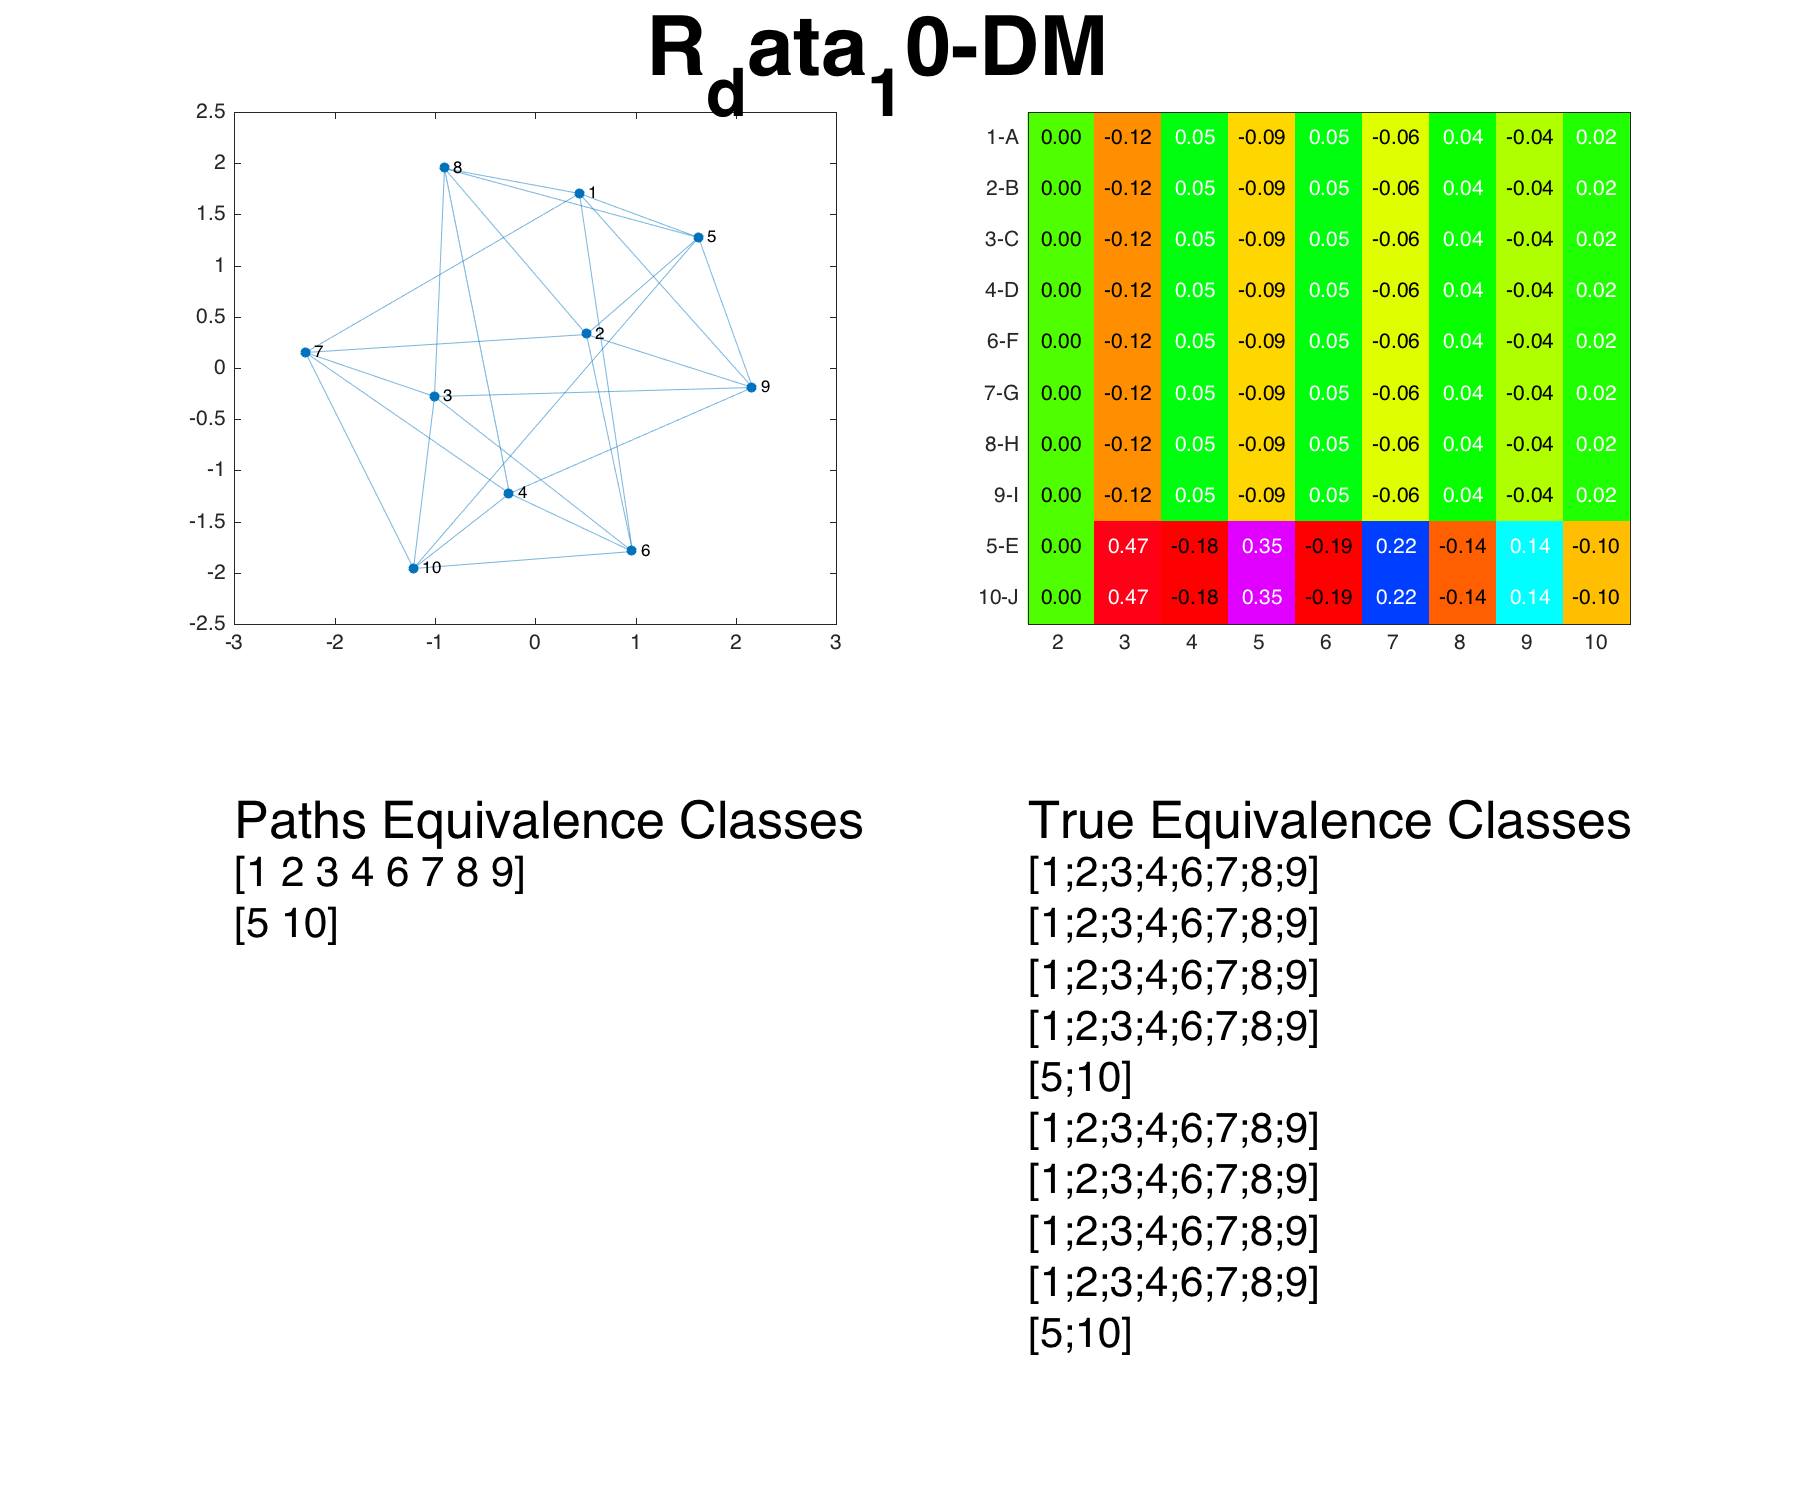 R_data_10-DM
2.5
2
1.5
1
0.5
0
-0.5
-1
-1.5
-2
-2.5
-3 -2 -1 0 1 2 3
8
1
5
2
7
9
3
4
6
10
1-A 0.00 -0.12 0.05 -0.09 0.05 -0.06 0.04 -0.04 0.02
2-B 0.00 -0.12 0.05 -0.09 0.05 -0.06 0.04 -0.04 0.02
3-C 0.00 -0.12 0.05 -0.09 0.05 -0.06 0.04 -0.04 0.02
4-D 0.00 -0.12 0.05 -0.09 0.05 -0.06 0.04 -0.04 0.02
6-F 0.00 -0.12 0.05 -0.09 0.05 -0.06 0.04 -0.04 0.02
7-G 0.00 -0.12 0.05 -0.09 0.05 -0.06 0.04 -0.04 0.02
8-H 0.00 -0.12 0.05 -0.09 0.05 -0.06 0.04 -0.04 0.02
9-I 0.00 -0.12 0.05 -0.09 0.05 -0.06 0.04 -0.04 0.02
5-E 0.00 0.47 -0.18 0.35 -0.19 0.22 -0.14 0.14 -0.10
10-J 0.00 0.47 -0.18 0.35 -0.19 0.22 -0.14 0.14 -0.10
2 3 4 5 6 7 8 9 10
Paths Equivalence Classes
[1 2 3 4 6 7 8 9]
[5 10]
True Equivalence Classes
[1;2;3;4;6;7;8;9]
[1;2;3;4;6;7;8;9]
[1;2;3;4;6;7;8;9]
[1;2;3;4;6;7;8;9]
[5;10]
[1;2;3;4;6;7;8;9]
[1;2;3;4;6;7;8;9]
[1;2;3;4;6;7;8;9]
[1;2;3;4;6;7;8;9]
[5;10]